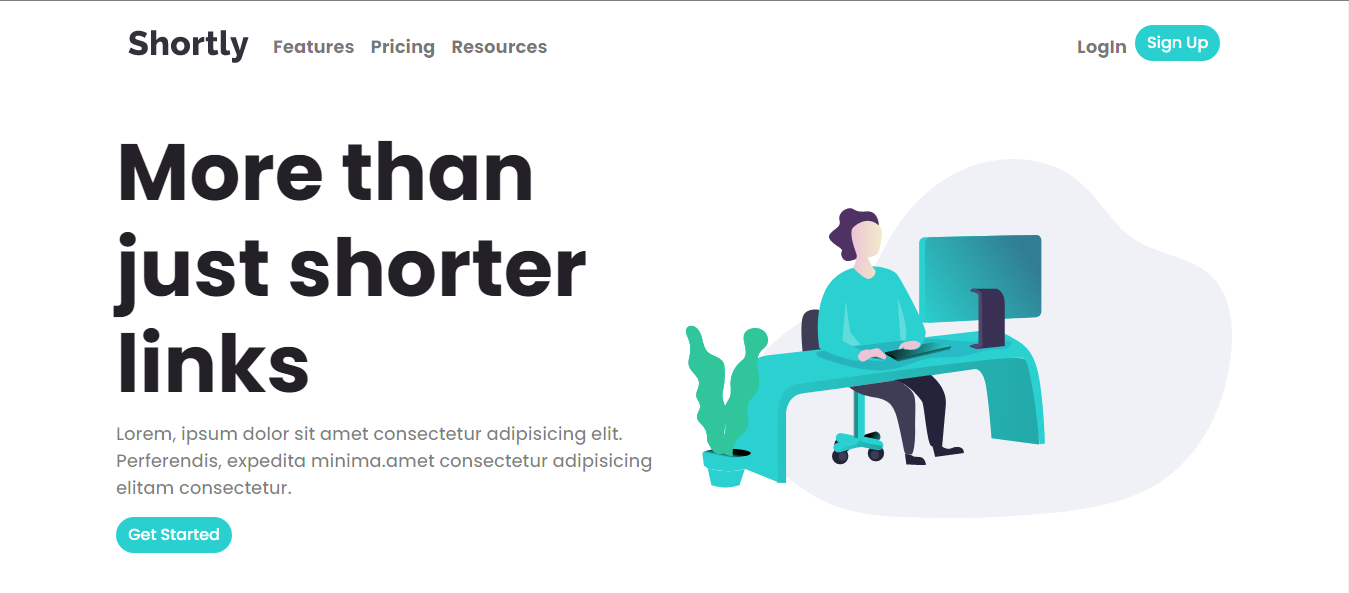 Shortly Features Pricing Resources LogIn Sign Up
More than
just shorter
links
Lorem, ipsum dolor sit amet consectetur adipisicing elit.
Perferendis, expedita minima.amet consectetur adipisicing
elitam consectetur.
Get Started